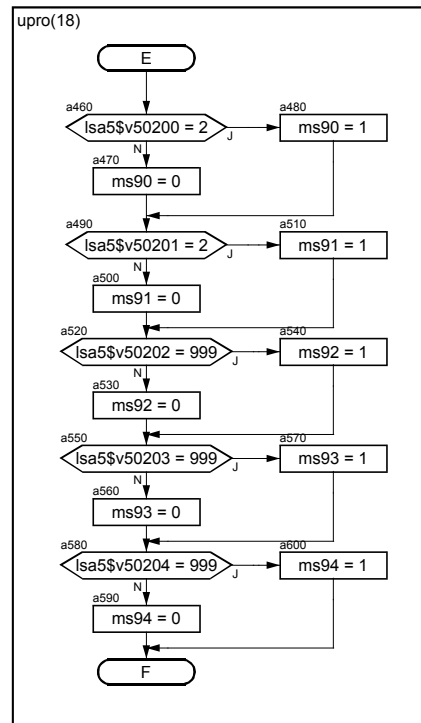 upro(18)
E
a460
lsa5$v50200 = 2
J
a480
ms90 = 1
N
a470
ms90 = 0
a490
lsa5$v50201 = 2
J
a510
ms91 = 1
N
a500
ms91 = 0
a520
lsa5$v50202 = 999
J
a540
ms92 = 1
N
a530
ms92 = 0
a550
lsa5$v50203 = 999
J
a570
ms93 = 1
N
a560
ms93 = 0
a580
lsa5$v50204 = 999
J
a600
ms94 = 1
N
a590
ms94 = 0
F